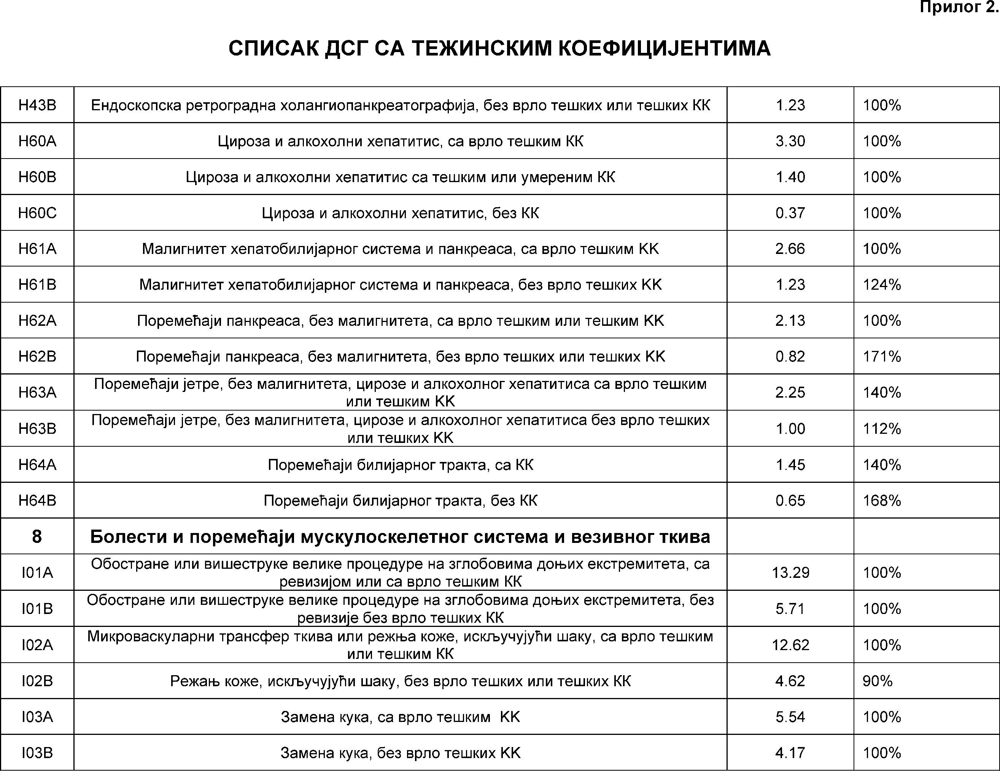 Прилог 2.
СПИСАК ДСГ СА ТЕЖИНСКИМ КОЕФИЦИЈЕНТИМА
H43B Ендоскопска ретроградна холангиопанкреатографија, без врло тешких или тешких КК 1.23 100%
H60A Цироза и алкохолни хепатитис, са врло тешким КК 3.30 100%
H60B Цироза и алкохолни хепатитис са тешким или умереним КК 1.40 100%
H60C Цироза и алкохолни хепатитис, без КК 0.37 100%
H61A Малигнитет хепатобилијарног система и панкреаса, са врло тешким КК 2.66 100%
H61B Малигнитет хепатобилијарног система и панкреаса, без врло тешких КК 1.23 124%
H62A Поремећаји панкреаса, без малигнитета, са врло тешким или тешким КК 2.13 100%
H62B Поремећаји панкреаса, без малигнитета, без врло тешких или тешких КК 0.82 171%
H63A Поремећаји јетре, без малигнитета, цирозе и алкохолног хепатитиса са врло тешким
или тешким КК 2.25 140%
H63B Поремећаји јетре, без малигнитета, цирозе и алкохолног хепатитиса без врло тешких
или тешких КК 1.00 112%
H64A Поремећаји билијарног тракта, са КК 1.45 140%
H64B Поремећаји билијарног тракта, без КК 0.65 168%
8 Болести и поремећаји мускулоскелетног система и везивног ткива
I01A Обостране или вишеструке велике процедуре на зглобовима доњих екстремитета, са
ревизијом или са врло тешким КК 13.29 100%
I01B Обостране или вишеструке велике процедуре на зглобовима доњих екстремитета, без
ревизије без врло тешких КК 5.71 100%
I02A Микроваскуларни трансфер ткива или режња коже, искључујући шаку, са врло тешким
или тешким КК 12.62 100%
I02B Режањ коже, искључујући шаку, без врло тешких или тешких КК 4.62 90%
I03A Замена кука, са врло тешким КК 5.54 100%
I03B Замена кука, без врло тешких КК 4.17 100%